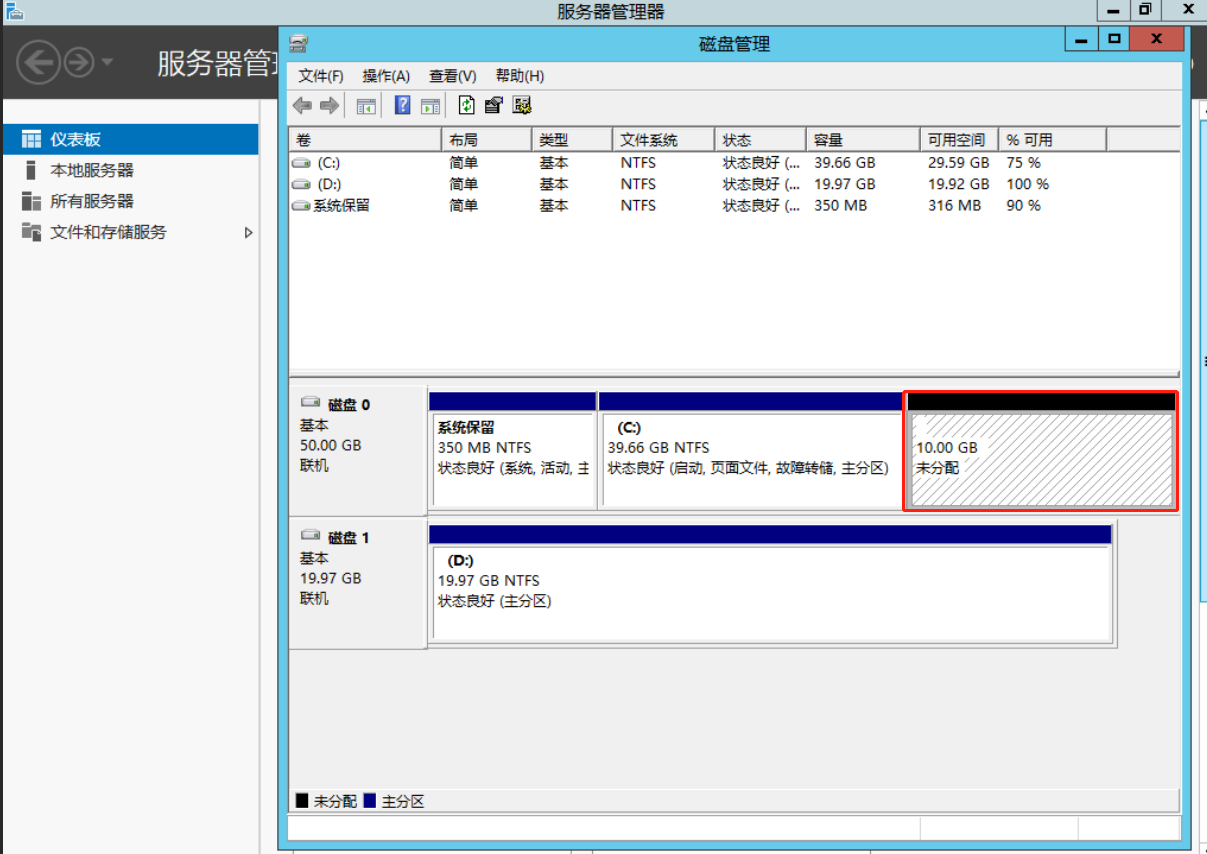 服务器管理器
服务器管
磁盘管理
文件(F) 操作(A) 查看(V) 帮助(H)
仪表板
本地服务器
所有服务器
文件和存储服务
卷 布局 类型 文件系统 状态 容量 可用空间 % 可用
(C:) 简单 基本 NTFS 状态良好 (... 39.66 GB 29.59 GB 75 %
(D:) 简单 基本 NTFS 状态良好 (... 19.97 GB 19.92 GB 100 %
系统保留 简单 基本 NTFS 状态良好 (... 350 MB 316 MB 90 %
磁盘 0
基本
50.00 GB
联机
系统保留
350 MB NTFS
状态良好 (系统, 活动, 主
(C:)
39.66 GB NTFS
状态良好 (启动, 页面文件, 故障转储, 主分区)
10.00 GB
未分配
磁盘 1
基本
19.97 GB
联机
(D:)
19.97 GB NTFS
状态良好 (主分区)
未分配 主分区